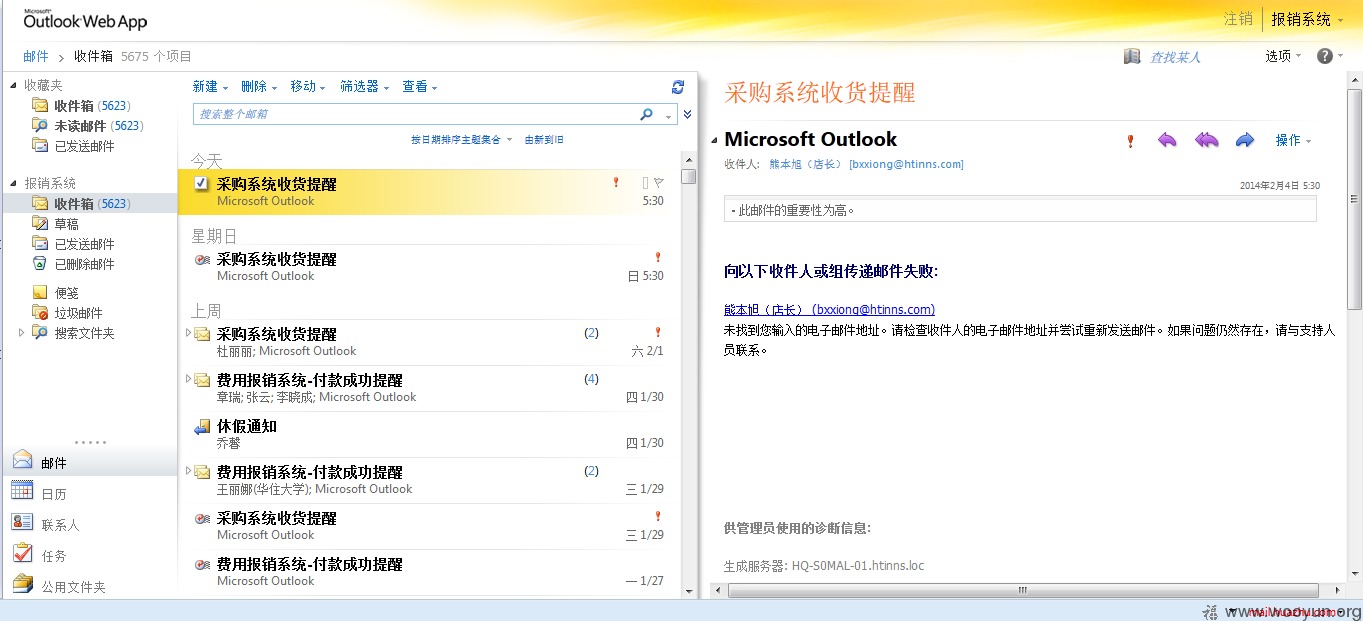 Microsoft®
Outlook Web App
注销
报销系统
邮件 > 收件箱 5675 个项目
查找某人
选项
收藏夹
收件箱 (5623)
未读邮件 (5623)
已发送邮件
报销系统
收件箱 (5623)
草稿
已发送邮件
已删除邮件
便笺
垃圾邮件
搜索文件夹
邮件
日历
联系人
任务
公用文件夹
新建 删除 移动 筛选器 查看
搜索整个邮箱
按日期排序主题集合 由新到旧
今天
采购系统收货提醒
Microsoft Outlook 5:30
星期日
采购系统收货提醒
Microsoft Outlook 日 5:30
上周
采购系统收货提醒 (2)
杜丽丽; Microsoft Outlook 六 2/1
费用报销系统-付款成功提醒 (4)
章瑞; 张云; 李晓成; Microsoft Outlook 四 1/30
休假通知
乔馨 四 1/30
费用报销系统-付款成功提醒 (2)
王丽娜(华住大学); Microsoft Outlook 三 1/29
采购系统收货提醒
Microsoft Outlook 三 1/29
费用报销系统-付款成功提醒
Microsoft Outlook 一 1/27
采购系统收货提醒
Microsoft Outlook
操作
收件人: 熊本旭（店长） [bxxiong@htinns.com]
2014年2月4日 5:30
- 此邮件的重要性为高。
向以下收件人或组传递邮件失败:
熊本旭（店长） (bxxiong@htinns.com)
未找到您输入的电子邮件地址。请检查收件人的电子邮件地址并尝试重新发送邮件。如果问题仍然存在，请与支持人
员联系。
供管理员使用的诊断信息:
生成服务器: HQ-S0MAL-01.htinns.loc
www.wooyun.org
mail.huazhu.com